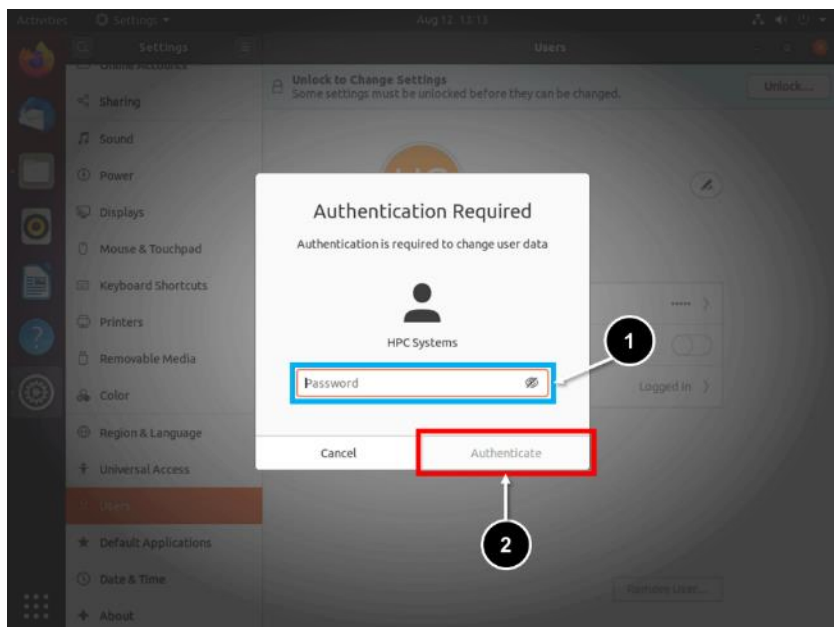 Activities
Settings
Aug 12 11:13
Settings
Users
Online Accounts
Unlock to Change Settings
Some settings must be unlocked before they can be changed.
Unlock...
Sharing
Sound
Power
Displays
Mouse & Touchpad
Keyboard Shortcuts
Printers
Removable Media
Color
Region & Language
Universal Access
Users
Default Applications
Date & Time
About
Authentication Required
Authentication is required to change user data
HPC Systems
Password
Cancel
Authenticate
1
2
•••••
Logged in
Remove User...